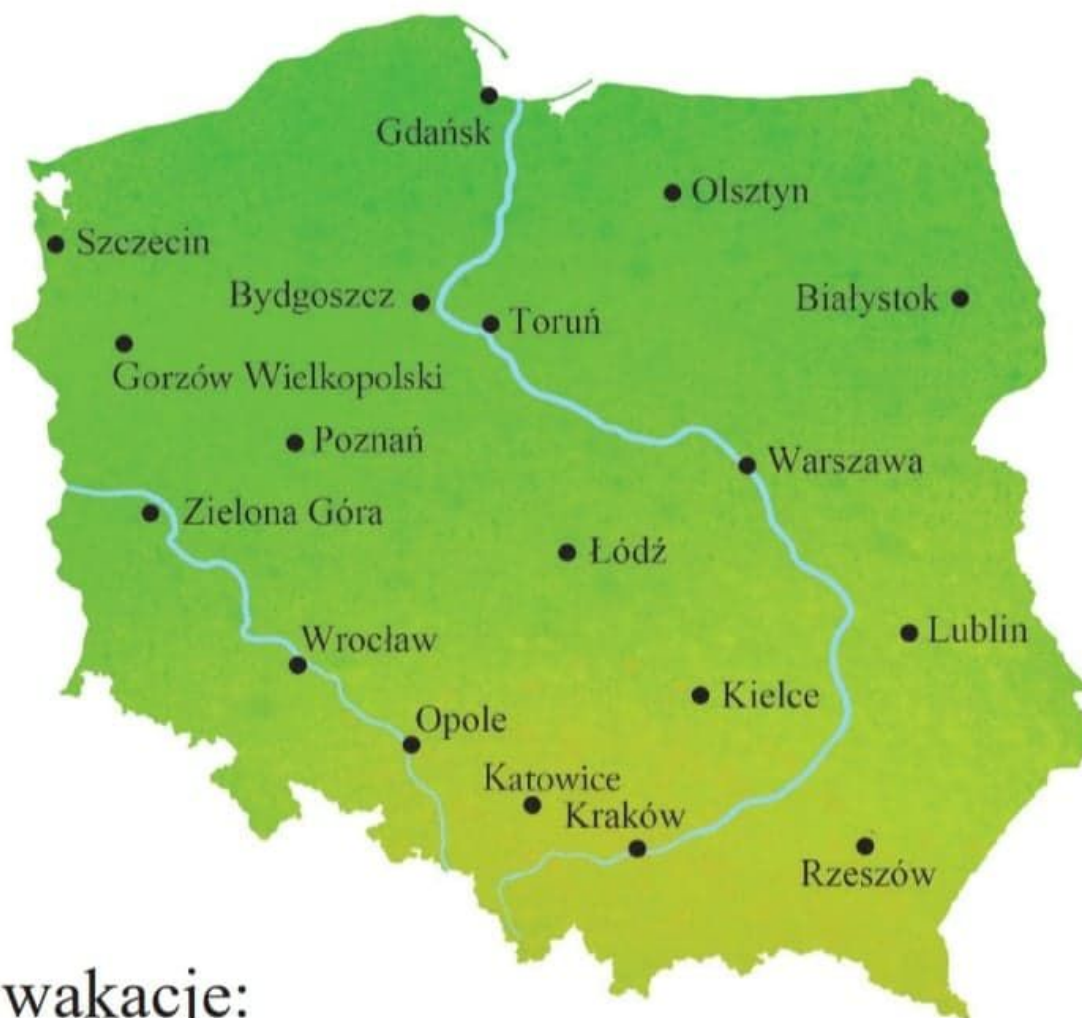 Gdańsk
Olsztyn
Szczecin
Bydgoszcz
Białystok
Toruń
Gorzów Wielkopolski
Poznań
Warszawa
Zielona Góra
Łódź
Lublin
Wrocław
Kielce
Opole
Katowice
Kraków
Rzeszów
wakacje: